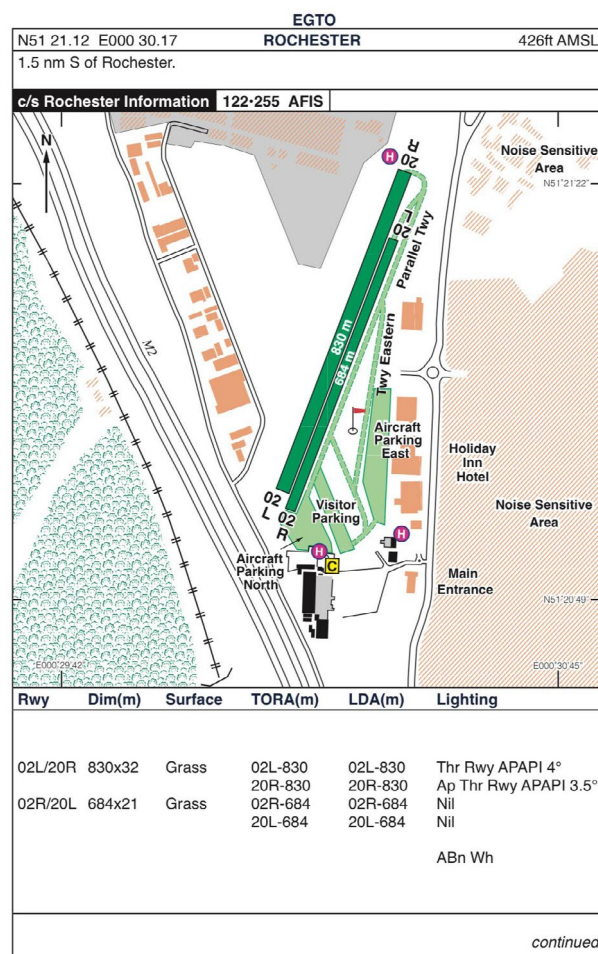 EGTO
N51 21.12 E000 30.17 ROCHESTER 426ft AMSL
1.5 nm S of Rochester.
c/s Rochester Information 122·255 AFIS
N
Noise Sensitive
Area
N51°21'22"
H
20
R
20
L
Parallel Twy
M2
830 m
684 m
Twy Eastern
Aircraft
Parking
East
Holiday
Inn
Hotel
02
L
02
R
Visitor
Parking
Noise Sensitive
Area
H
H
C
Aircraft
Parking
North
Main
Entrance
N51°20'49"
E000°29'42"
E000°30'45"
Rwy Dim(m) Surface TORA(m) LDA(m) Lighting
02L/20R 830x32 Grass 02L-830 02L-830 Thr Rwy APAPI 4°
20R-830 20R-830 Ap Thr Rwy APAPI 3.5°
02R/20L 684x21 Grass 02R-684 02R-684 Nil
20L-684 20L-684 Nil
ABn Wh
continued